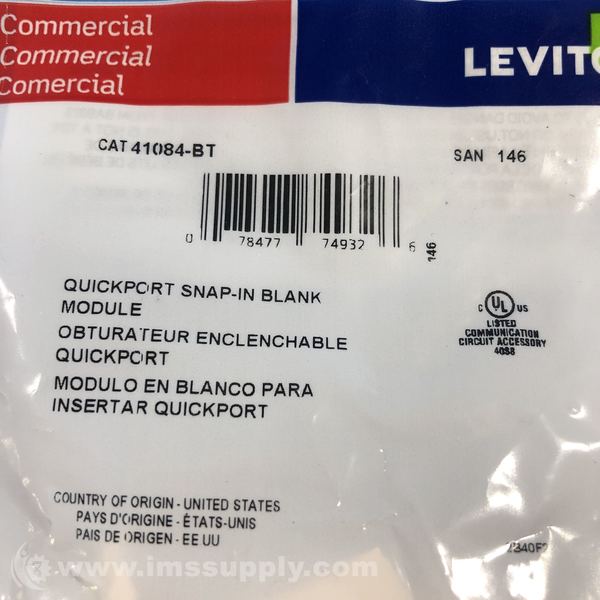 Commercial
Commercial
Comercial
LEVITO
CAT 41084-BT
SAN 146
0 78477 74932 6
146
QUICKPORT SNAP-IN BLANK
MODULE
OBTURATEUR ENCLENCHABLE
QUICKPORT
MODULO EN BLANCO PARA
INSERTAR QUICKPORT
C UL US
LISTED
COMMUNICATION
CIRCUIT ACCESSORY
40S8
COUNTRY OF ORIGIN - UNITED STATES
PAYS D'ORIGINE - ÉTATS-UNIS
PAIS DE ORIGEN - EE UU
www.imssupply.com